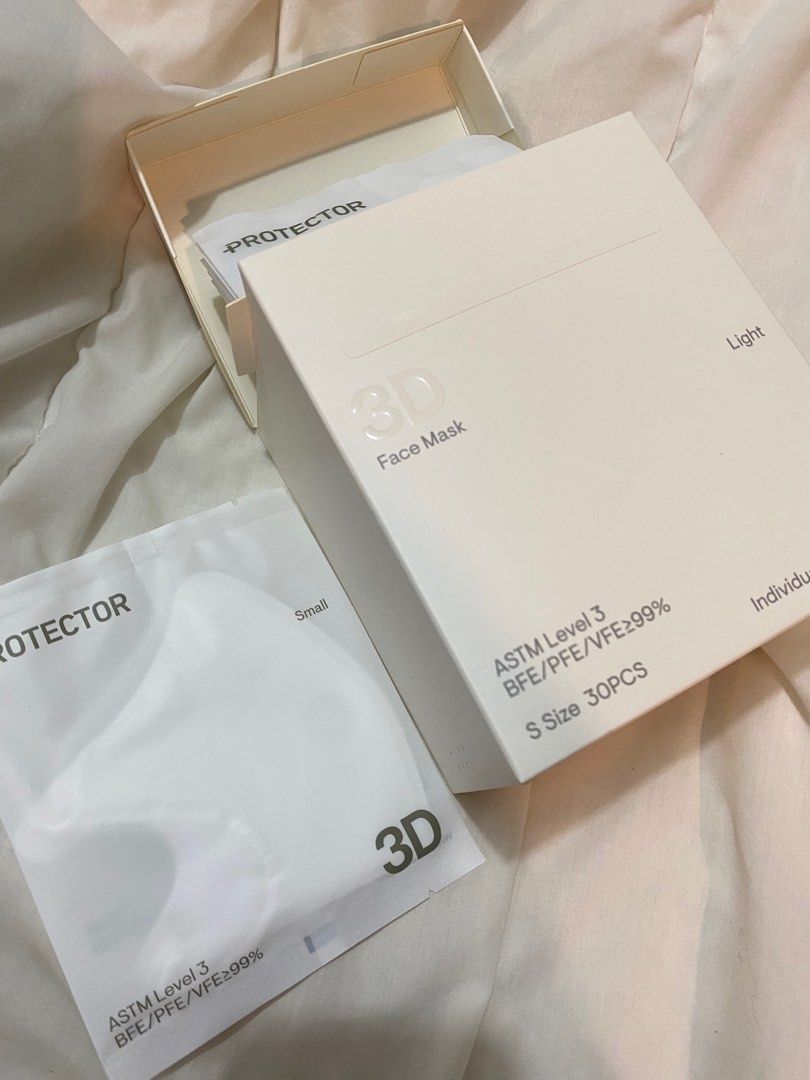 PROTECTOR
Light
3D
Face Mask
ASTM Level 3
BFE/PFE/VFE≥99%
S Size 30PCS
Individu
ROTECTOR
Small
3D
ASTM Level 3
BFE/PFE/VFE≥99%